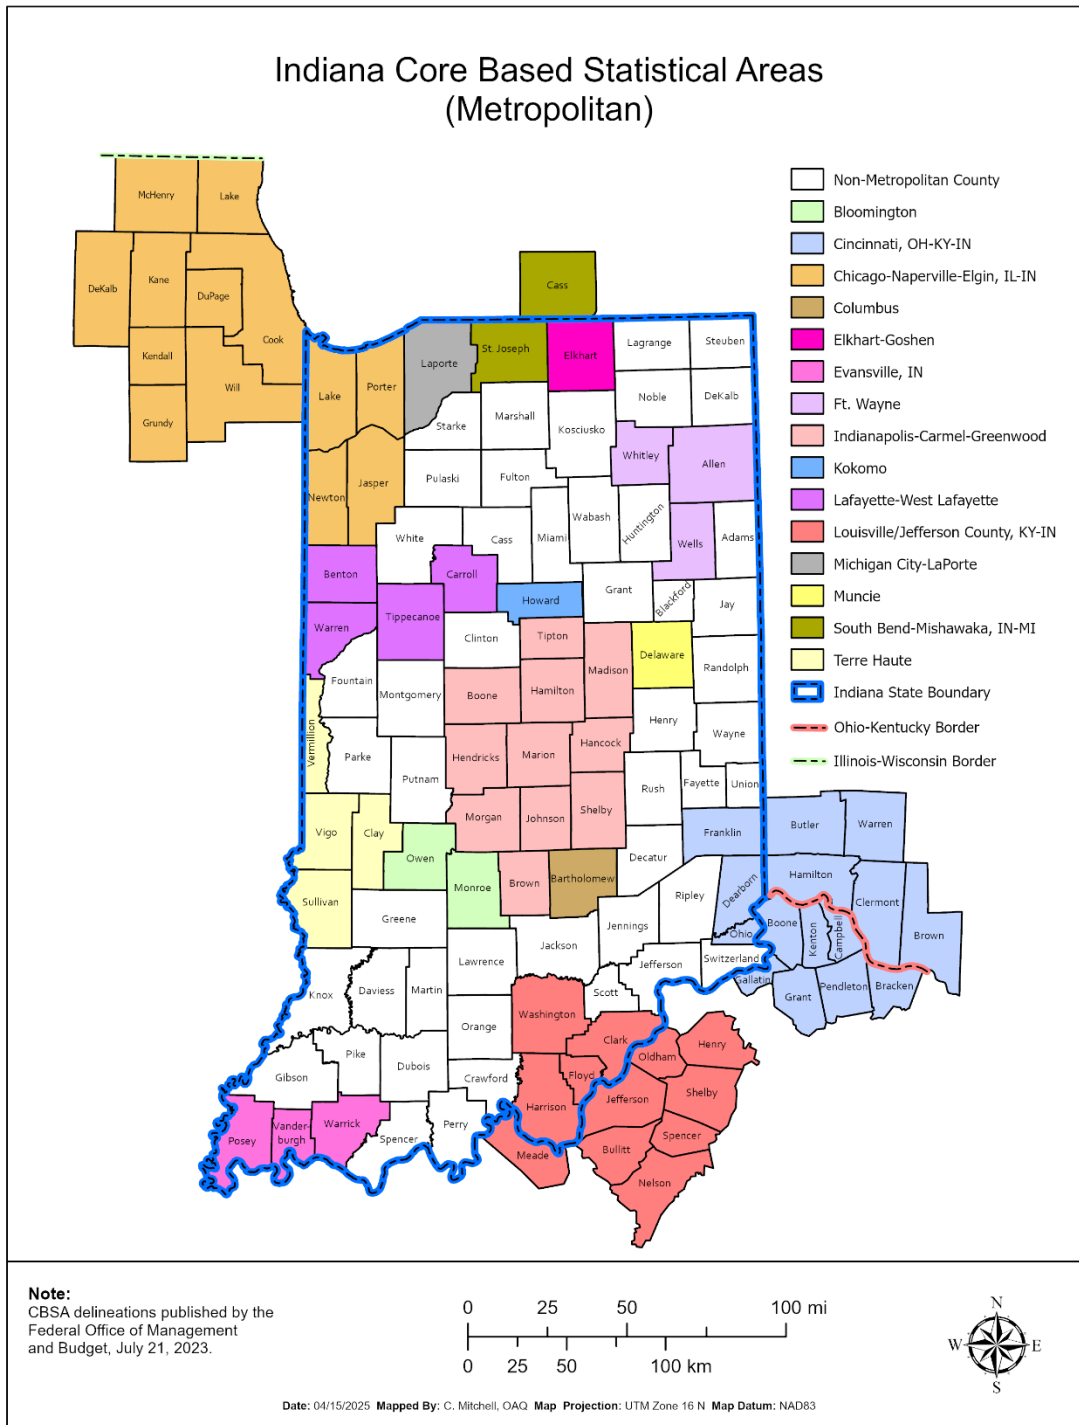 Indiana Core Based Statistical Areas
(Metropolitan)
Non-Metropolitan County
Bloomington
Cincinnati, OH-KY-IN
Chicago-Naperville-Elgin, IL-IN
Columbus
Elkhart-Goshen
Evansville, IN
Ft. Wayne
Indianapolis-Carmel-Greenwood
Kokomo
Lafayette-West Lafayette
Louisville/Jefferson County, KY-IN
Michigan City-LaPorte
Muncie
South Bend-Mishawaka, IN-MI
Terre Haute
Indiana State Boundary
Ohio-Kentucky Border
Illinois-Wisconsin Border
McHenry
Lake
DeKalb
Kane
DuPage
Cook
Kendall
Will
Grundy
Cass
Lake
Porter
Laporte
St. Joseph
Elkhart
Lagrange
Steuben
Noble
DeKalb
Starke
Marshall
Kosciusko
Whitley
Allen
Newton
Jasper
Pulaski
Fulton
Wabash
Huntington
Wells
Adams
White
Cass
Miami
Benton
Carroll
Howard
Grant
Blackford
Jay
Warren
Tippecanoe
Clinton
Tipton
Madison
Delaware
Randolph
Fountain
Montgomery
Boone
Hamilton
Henry
Wayne
Vermillion
Parke
Putnam
Hendricks
Marion
Hancock
Rush
Fayette
Union
Vigo
Clay
Owen
Morgan
Johnson
Shelby
Decatur
Franklin
Butler
Warren
Sullivan
Greene
Monroe
Brown
Bartholomew
Jennings
Ripley
Dearborn
Ohio
Hamilton
Clermont
Brown
Boone
Kenton
Campbell
Gallatin
Grant
Pendleton
Bracken
Knox
Daviess
Martin
Lawrence
Jackson
Jefferson
Switzerland
Scott
Washington
Orange
Clark
Oldham
Henry
Gibson
Pike
Dubois
Crawford
Floyd
Harrison
Jefferson
Shelby
Posey
Vander-
burgh
Warrick
Spencer
Perry
Meade
Bullitt
Spencer
Nelson
Note:
CBSA delineations published by the
Federal Office of Management
and Budget, July 21, 2023.
0 25 50 100 mi
0 25 50 100 km
N
W E
S
Date: 04/15/2025 Mapped By: C. Mitchell, OAQ Map Projection: UTM Zone 16 N Map Datum: NAD83